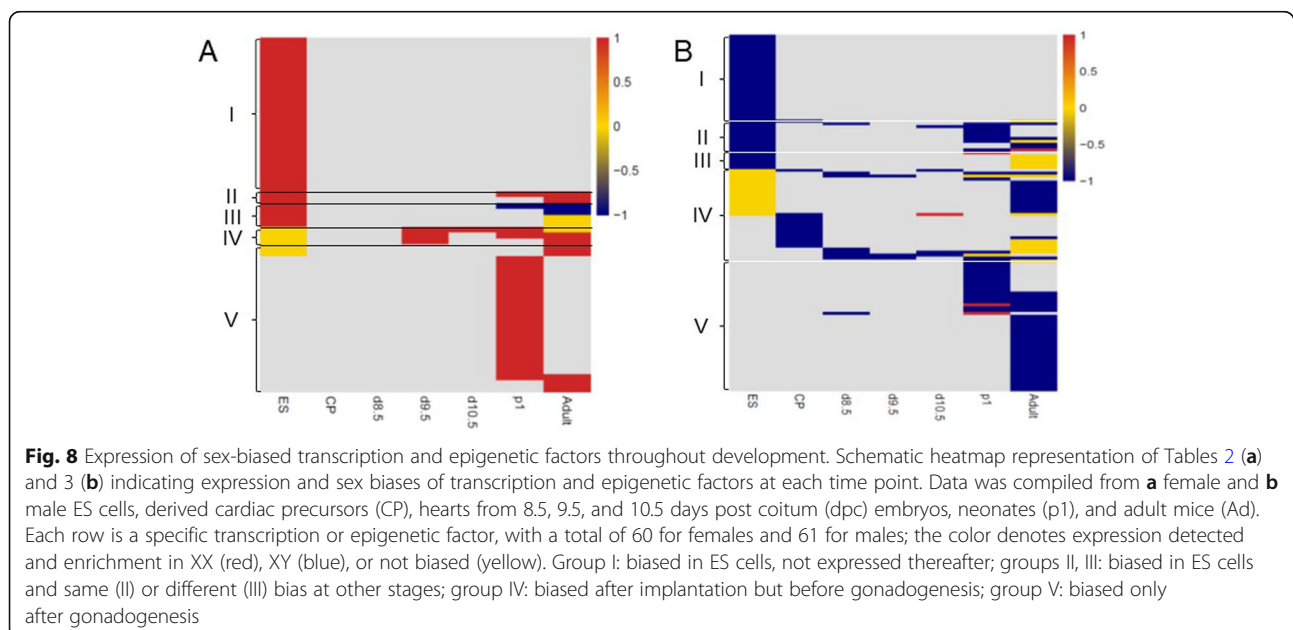 A
B
I
II
III
IV
V
1
0.5
0
−0.5
−1
ES
CP
d8.5
d9.5
d10.5
p1
Adult
I
II
III
IV
V
1
0.5
0
−0.5
−1
ES
CP
d8.5
d9.5
d10.5
p1
Adult
Fig. 8 Expression of sex-biased transcription and epigenetic factors throughout development. Schematic heatmap representation of Tables 2 (a)
and 3 (b) indicating expression and sex biases of transcription and epigenetic factors at each time point. Data was compiled from a female and b
male ES cells, derived cardiac precursors (CP), hearts from 8.5, 9.5, and 10.5 days post coitum (dpc) embryos, neonates (p1), and adult mice (Ad).
Each row is a specific transcription or epigenetic factor, with a total of 60 for females and 61 for males; the color denotes expression detected
and enrichment in XX (red), XY (blue), or not biased (yellow). Group I: biased in ES cells, not expressed thereafter; groups II, III: biased in ES cells
and same (II) or different (III) bias at other stages; group IV: biased after implantation but before gonadogenesis; group V: biased only
after gonadogenesis